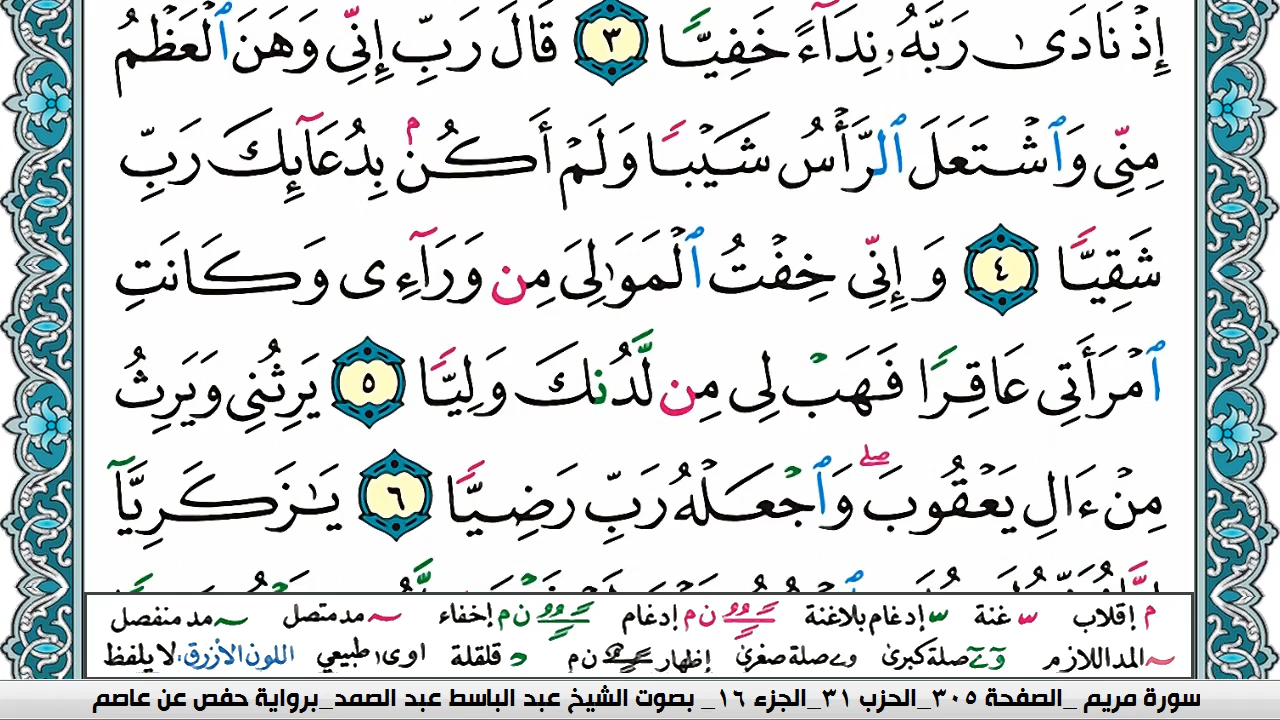 إِذْ نَادَىٰ رَبَّهُۥ نِدَآءً خَفِيًّا ٣ قَالَ رَبِّ إِنِّى وَهَنَ ٱلْعَظْمُ
مِنِّى وَٱشْتَعَلَ ٱلرَّأْسُ شَيْبًا وَلَمْ أَكُنۢ بِدُعَآئِكَ رَبِّ
شَقِيًّا ٤ وَإِنِّى خِفْتُ ٱلْمَوَٰلِىَ مِن وَرَآءِى وَكَانَتِ
ٱمْرَأَتِى عَاقِرًا فَهَبْ لِى مِن لَّدُنكَ وَلِيًّا ٥ يَرِثُنِى وَيَرِثُ
مِنْ ءَالِ يَعْقُوبَ ۖ وَٱجْعَلْهُ رَبِّ رَضِيًّا ٦ يَٰزَكَرِيَّآ
م إقلاب ~ غنة ~ إدغام بلاغنة ن م إدغام ن م إخفاء ~ مد متصل ~ مد منفصل
~ المد اللازم و ے صلة كبرىٰ و ے صلة صغرىٰ إظهار ن م د قلقلة ا و ى طبيعي اللون الأزرق: لا يلفظ
سورة مريم _الصفحة ٣٠٥_الحزب ٣١_الجزء ١٦_ بصوت الشيخ عبد الباسط عبد الصمد_برواية حفص عن عاصم